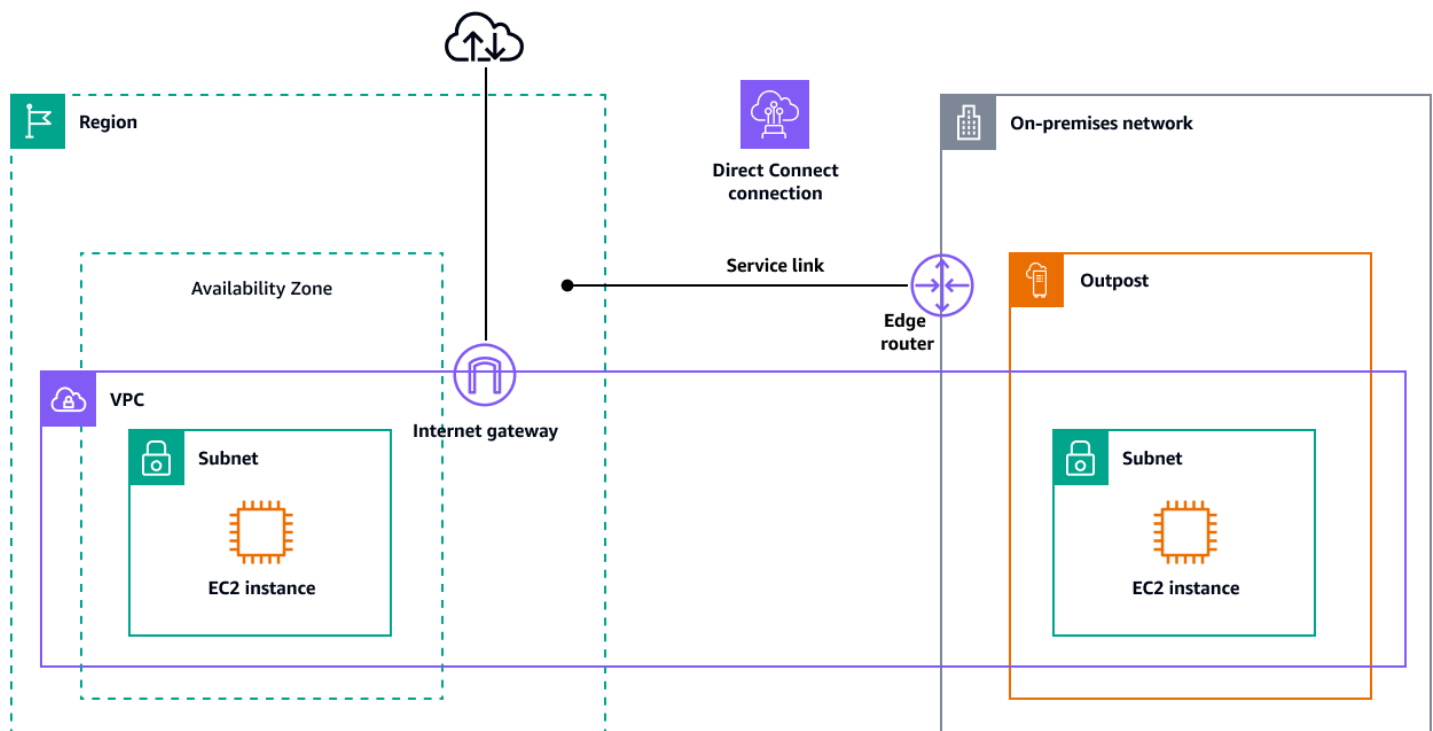 Region
Direct Connect
connection
On-premises network
Availability Zone
Service link
Edge
router
Outpost
VPC
Internet gateway
Subnet
EC2 instance
Subnet
EC2 instance